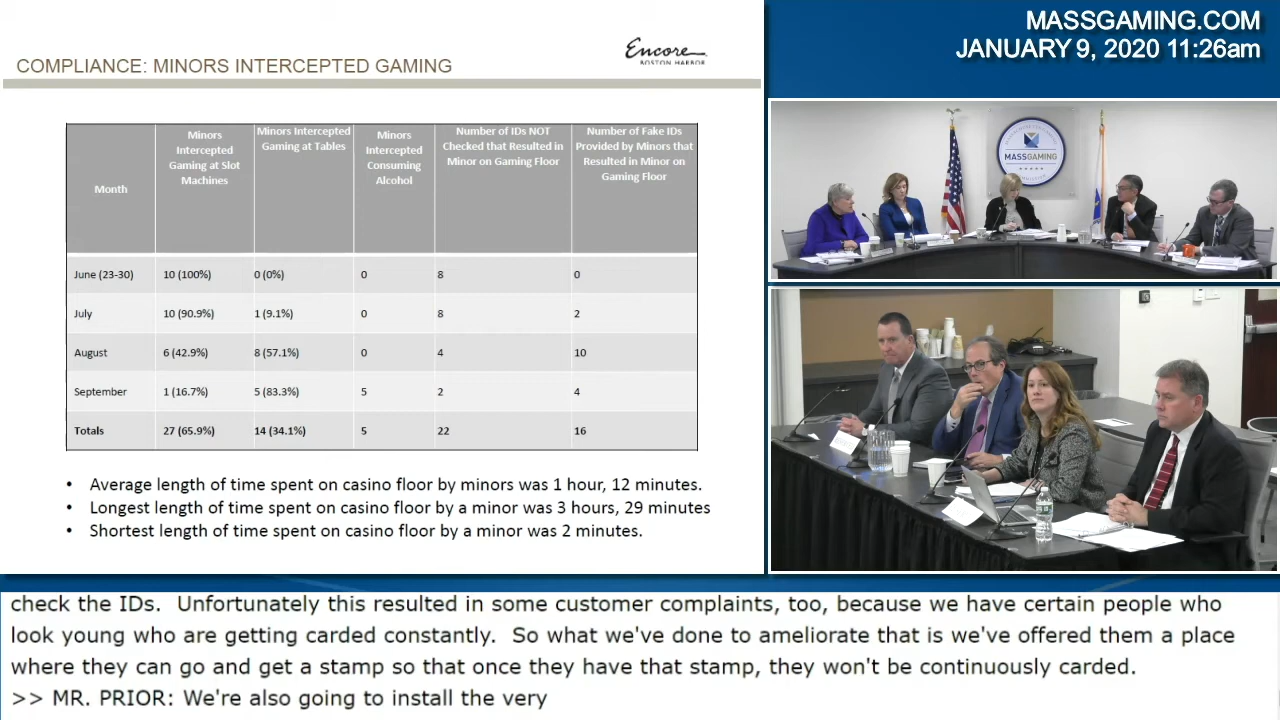 MASSGAMING.COM
JANUARY 9, 2020 11:26am
Encore
BOSTON HARBOR
COMPLIANCE: MINORS INTERCEPTED GAMING
Month
Minors
Intercepted
Gaming at Slot
Machines
Minors Intercepted
Gaming at Tables
Minors
Intercepted
Consuming
Alcohol
Number of IDs NOT
Checked that Resulted in
Minor on Gaming Floor
Number of Fake IDs
Provided by Minors that
Resulted in Minor on
Gaming Floor
June (23-30) 10 (100%) 0 (0%) 0 8 0
July 10 (90.9%) 1 (9.1%) 0 8 2
August 6 (42.9%) 8 (57.1%) 0 4 10
September 1 (16.7%) 5 (83.3%) 5 2 4
Totals 27 (65.9%) 14 (34.1%) 5 22 16
• Average length of time spent on casino floor by minors was 1 hour, 12 minutes.
• Longest length of time spent on casino floor by a minor was 3 hours, 29 minutes
• Shortest length of time spent on casino floor by a minor was 2 minutes.
MASSGAMING
check the IDs. Unfortunately this resulted in some customer complaints, too, because we have certain people who
look young who are getting carded constantly. So what we've done to ameliorate that is we've offered them a place
where they can go and get a stamp so that once they have that stamp, they won't be continuously carded.
>> MR. PRIOR: We're also going to install the very